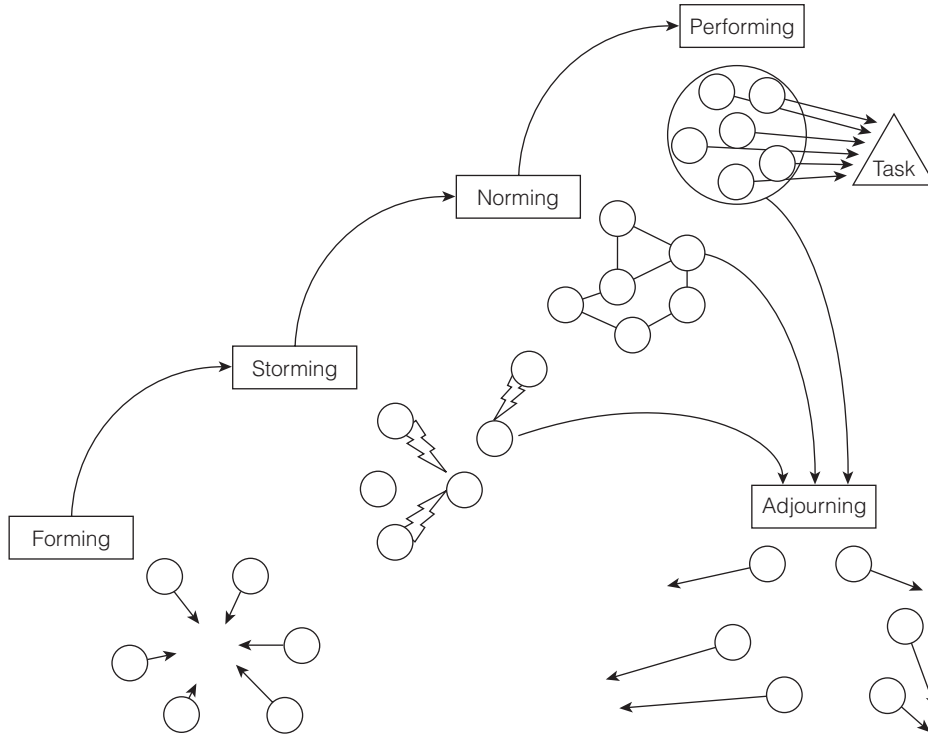 Performing
Task
Norming
Storming
Adjourning
Forming